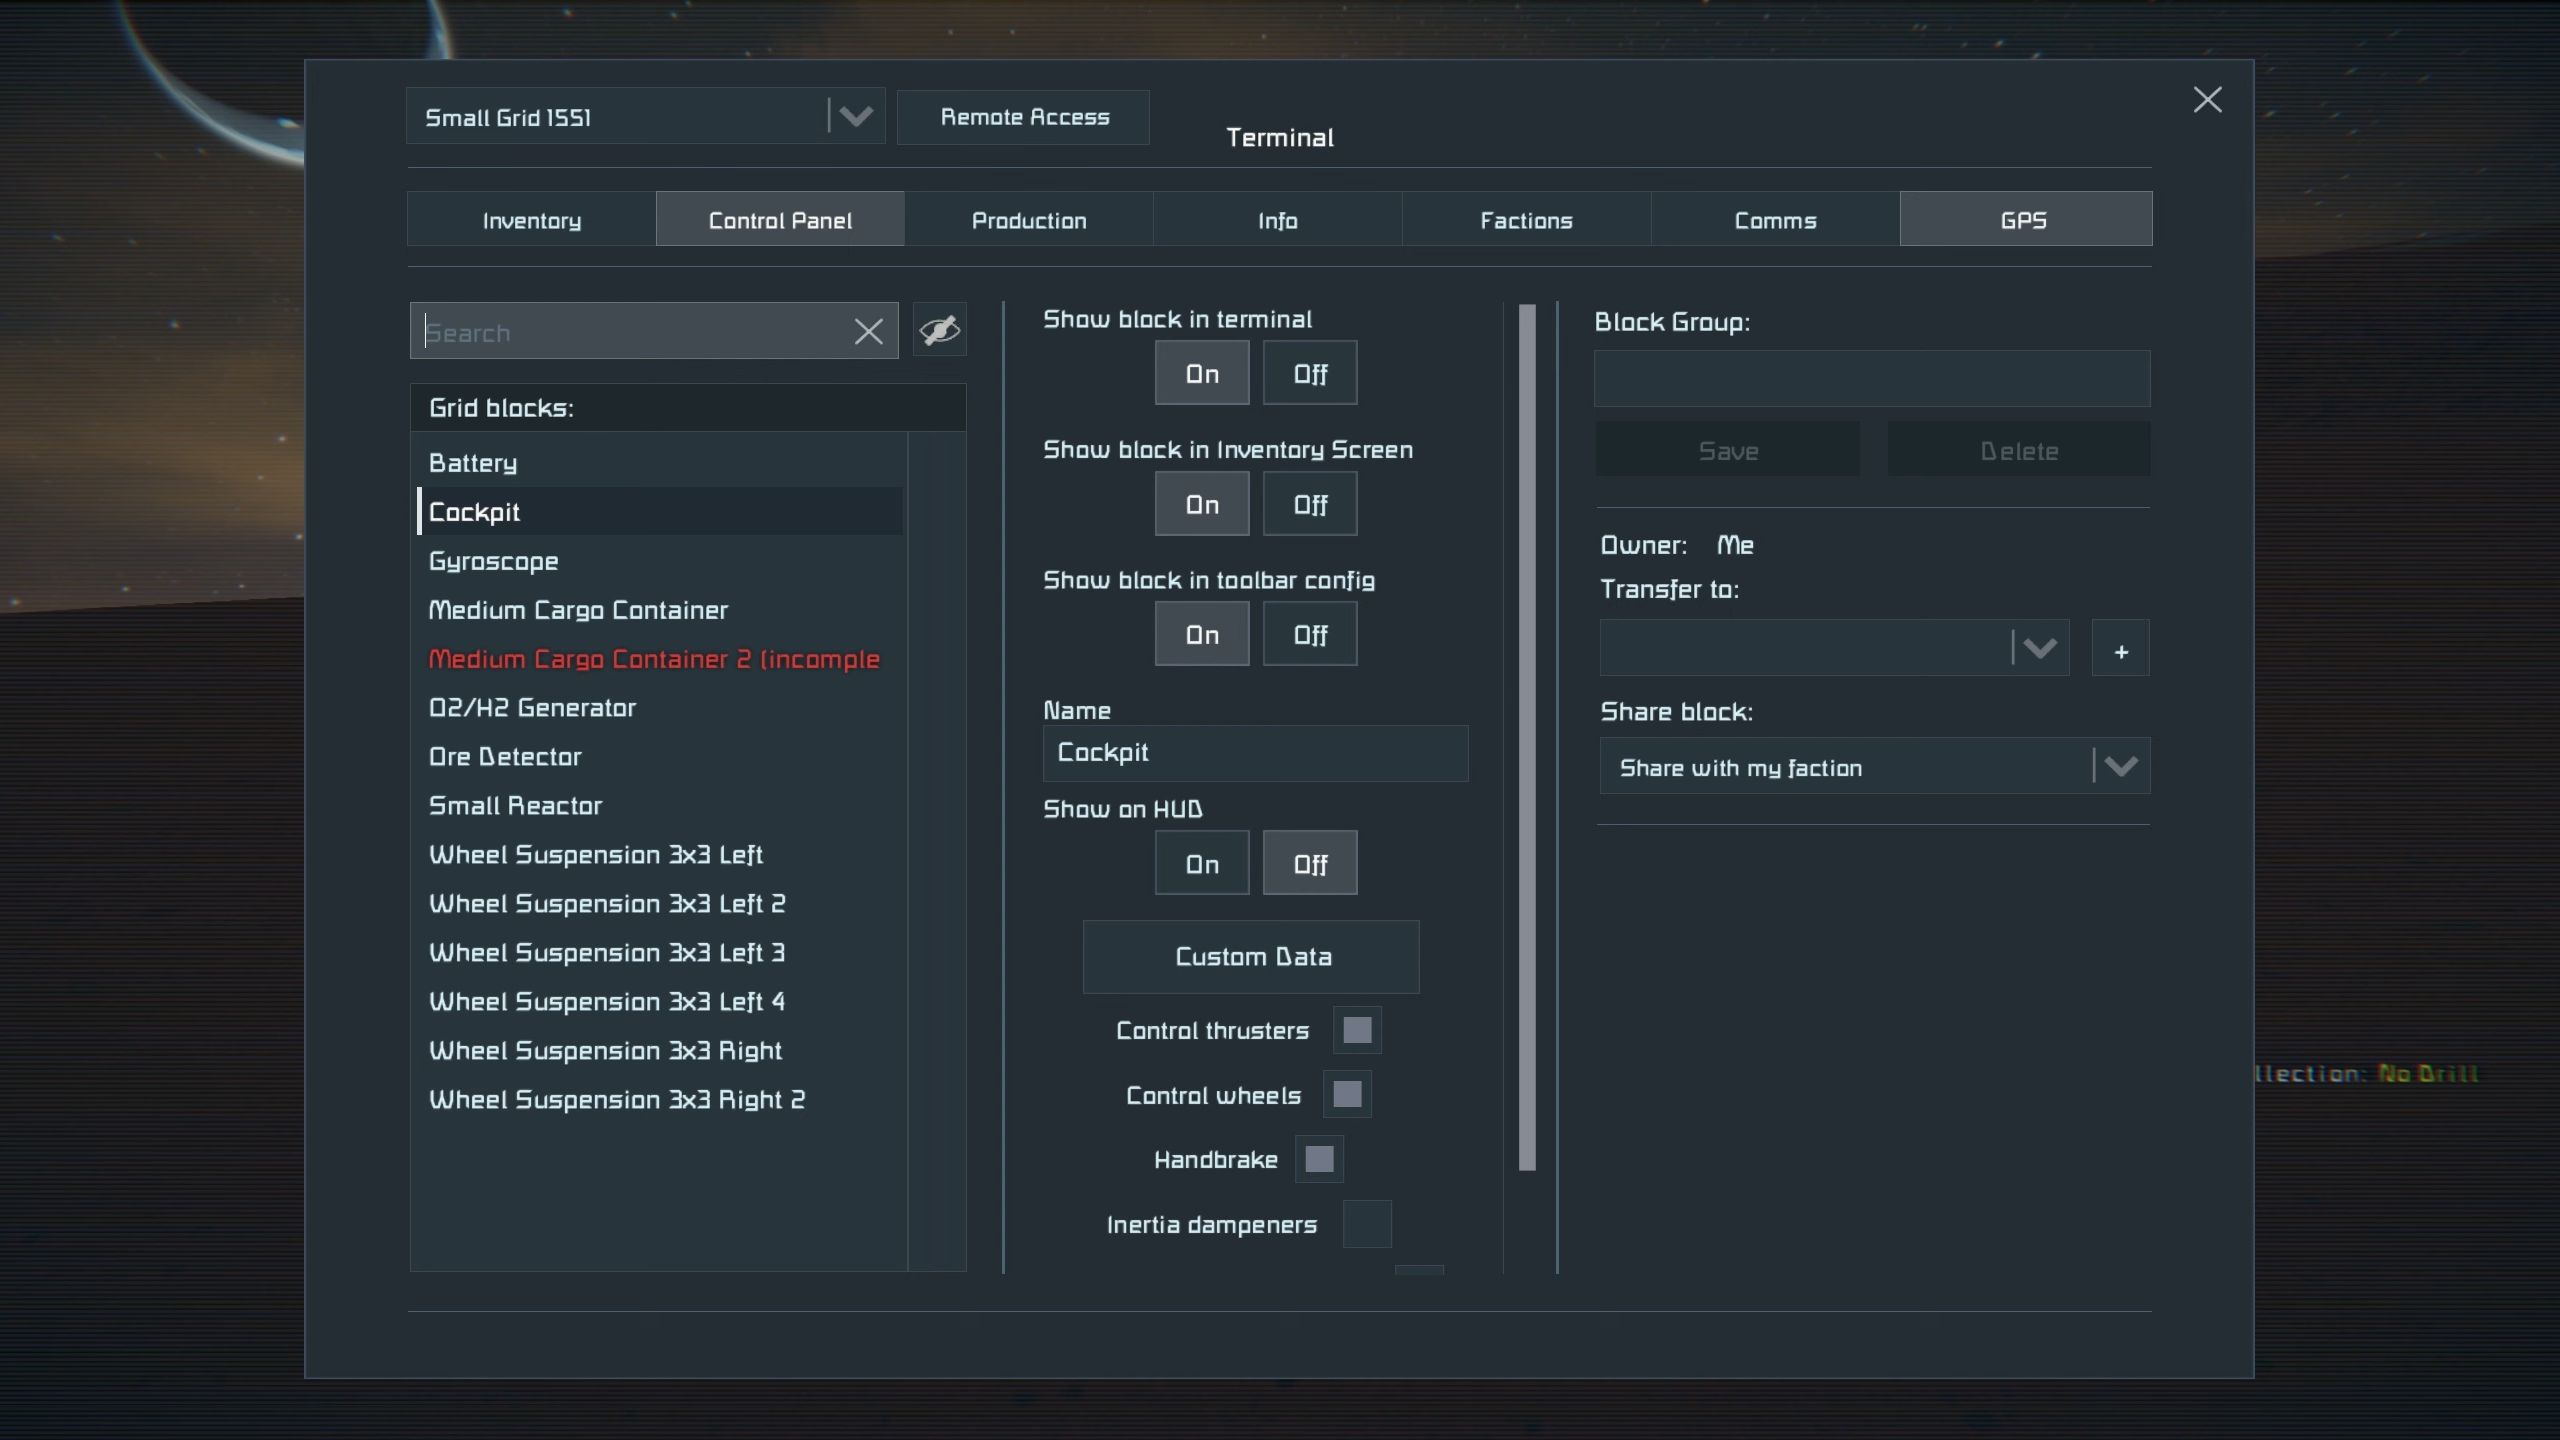 Small Grid 1551
Remote Access
Terminal
Inventory
Control Panel
Production
Info
Factions
Comms
GPS
Search
Grid blocks:
Battery
Cockpit
Gyroscope
Medium Cargo Container
Medium Cargo Container 2 (incomple
O2/H2 Generator
Ore Detector
Small Reactor
Wheel Suspension 3x3 Left
Wheel Suspension 3x3 Left 2
Wheel Suspension 3x3 Left 3
Wheel Suspension 3x3 Left 4
Wheel Suspension 3x3 Right
Wheel Suspension 3x3 Right 2
Show block in terminal
On Off
Show block in Inventory Screen
On Off
Show block in toolbar config
On Off
Name
Cockpit
Show on HUD
On Off
Custom Data
Control thrusters
Control wheels
Handbrake
Inertia dampeners
Block Group:
Save Delete
Owner: Me
Transfer to:
+
Share block:
Share with my faction
llection: No Drill